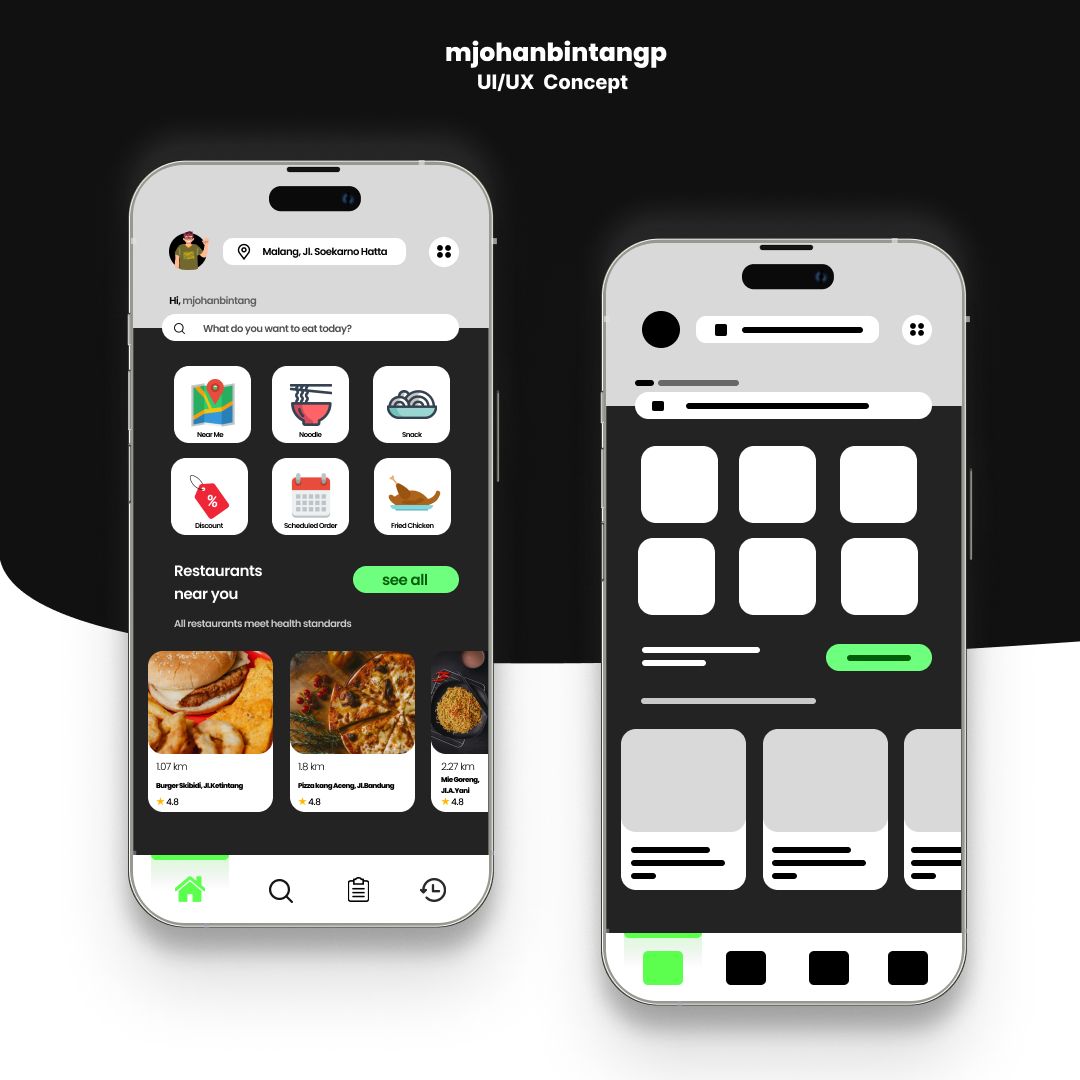 mjohanbintangp
UI/UX Concept
Malang, Jl. Soekarno Hatta
Hi, mjohanbintang
What do you want to eat today?
Near Me
Noodle
Snack
%
Discount
Scheduled Order
Fried Chicken
Restaurants
near you
see all
All restaurants meet health standards
1.07 km
Burger Skibidi, Jl.Ketintang
4.8
1.8 km
Pizza kang Aceng, Jl.Bandung
4.8
2.27 km
Mie Goreng,
Jl.A.Yani
4.8